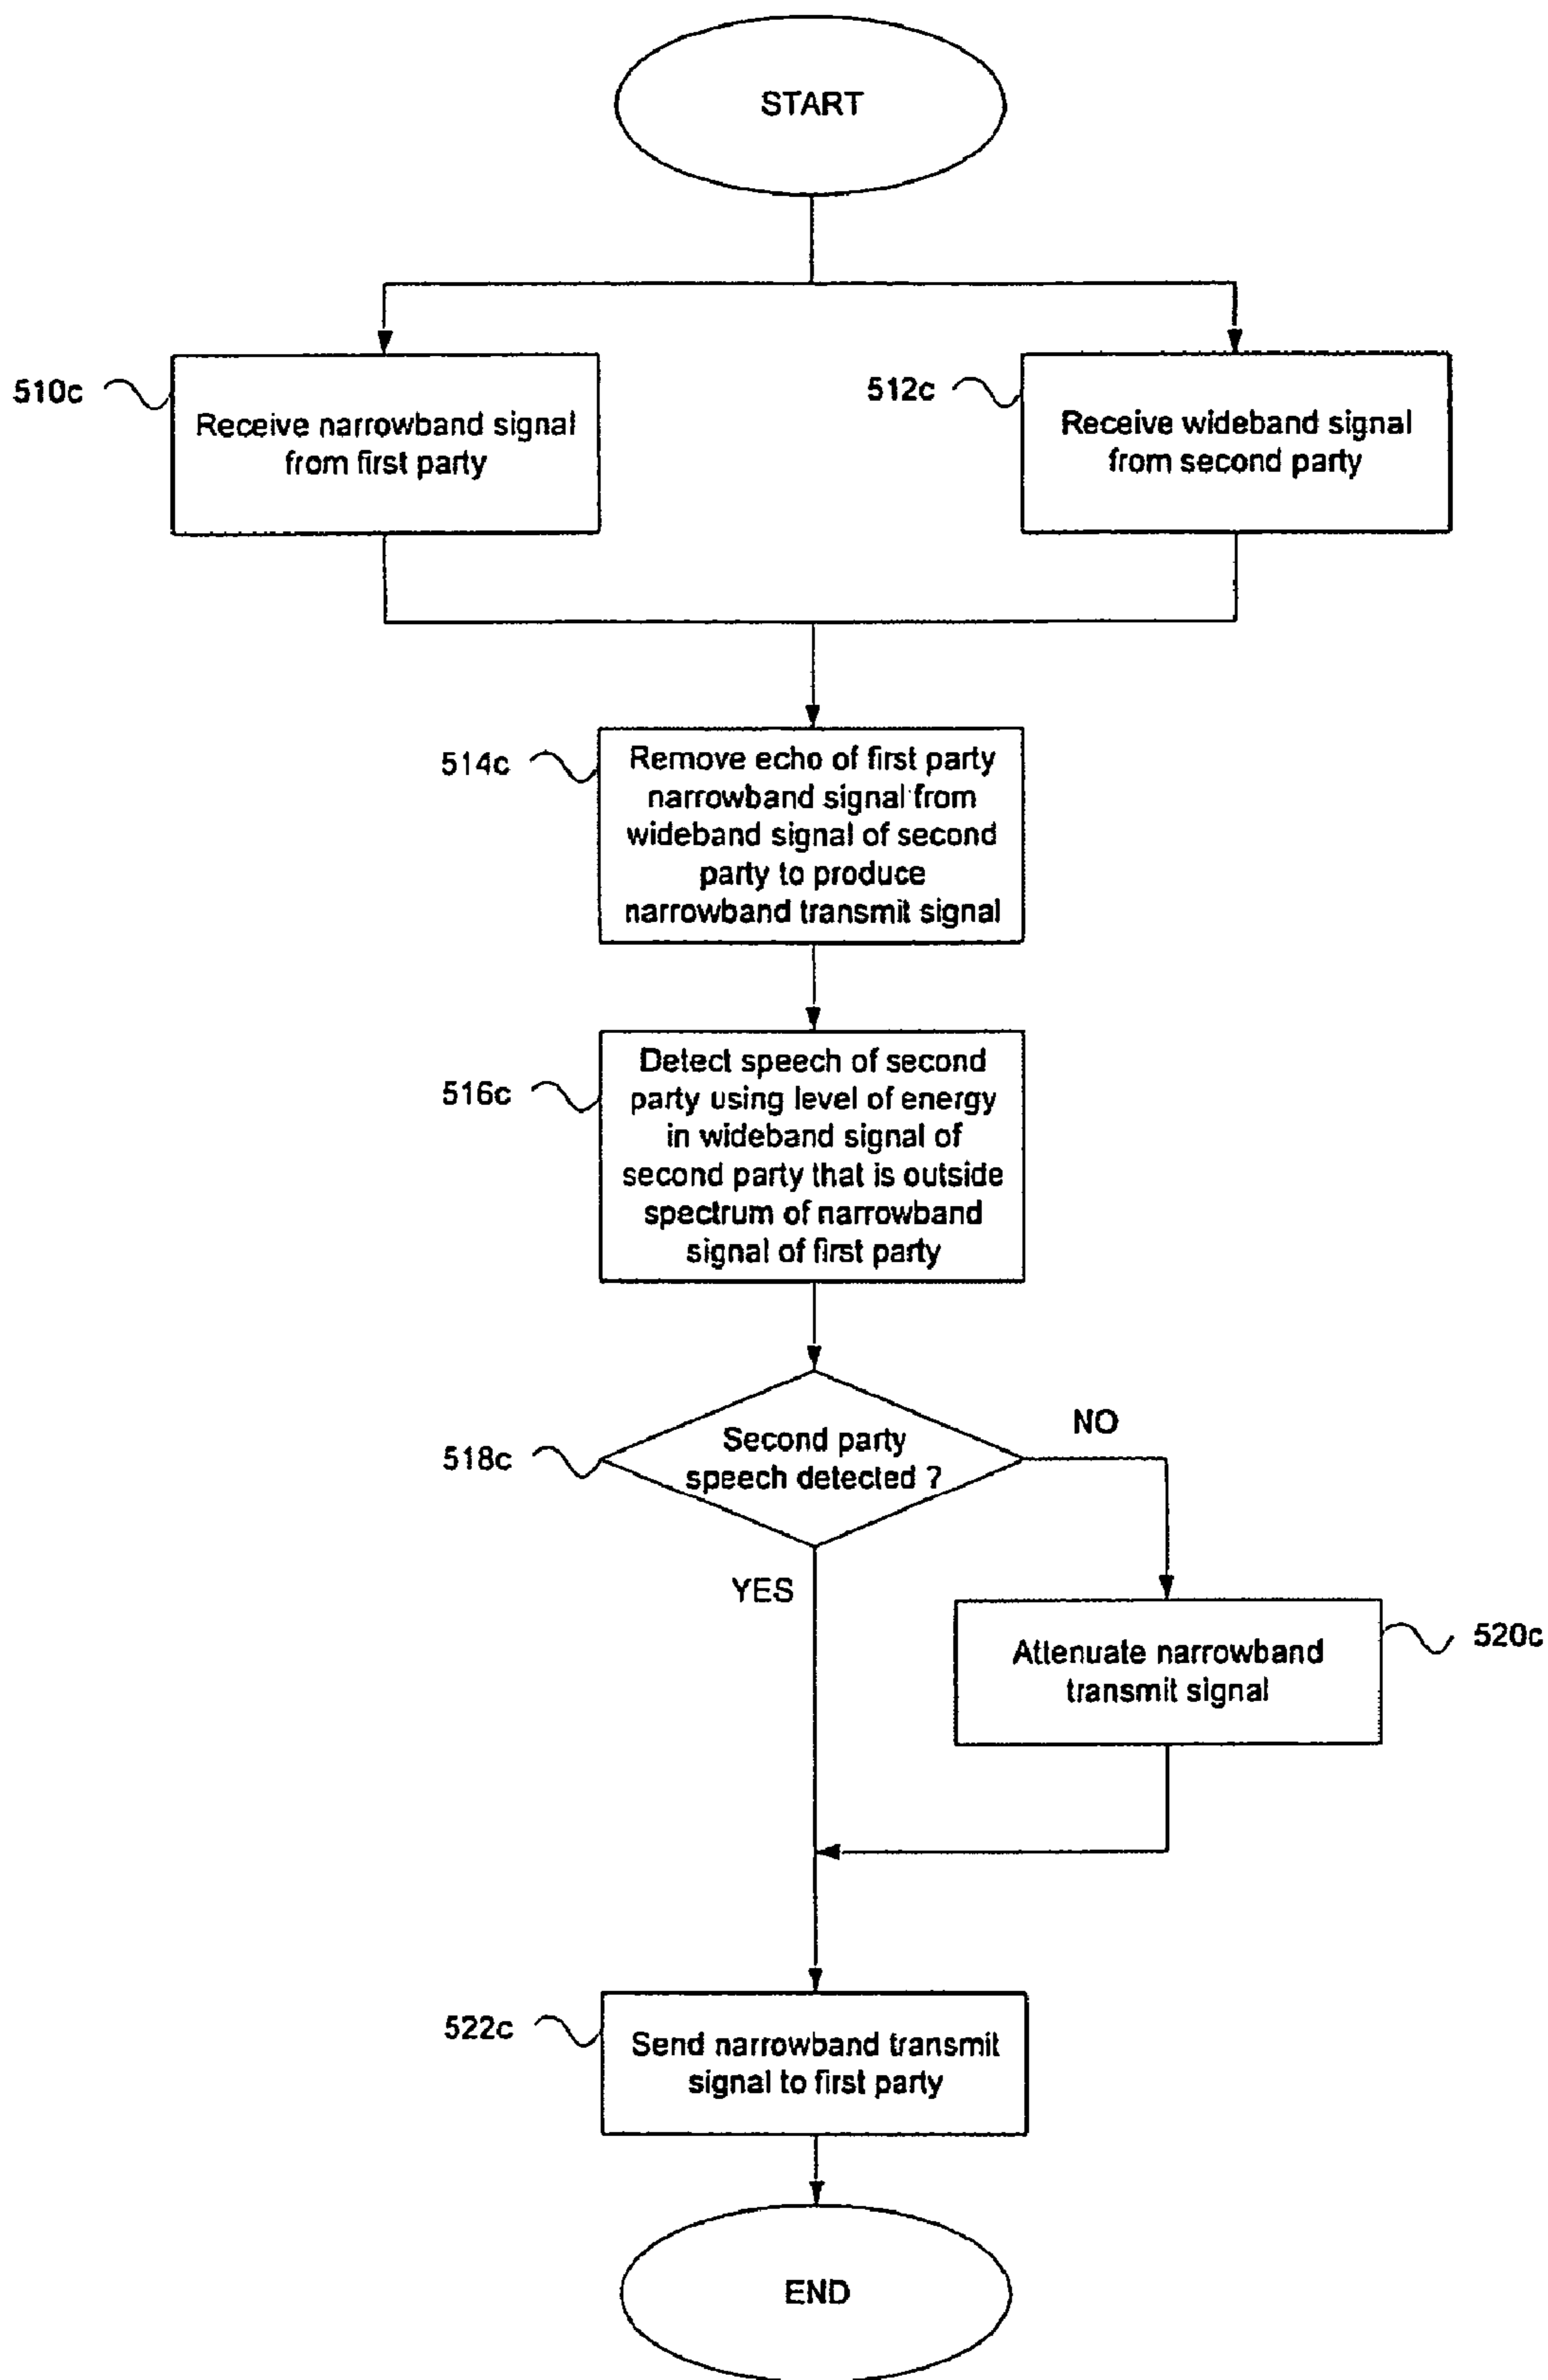 START
510c
Receive narrowband signal
from first party
512c
Receive wideband signal
from second party
514c
Remove echo of first party
narrowband signal from
wideband signal of second
party to produce
narrowband transmit signal
516c
Detect speech of second
party using level of energy
in wideband signal of
second party that is outside
spectrum of narrowband
signal of first party
518c
Second party
speech detected ?
NO
YES
Attenuate narrowband
transmit signal
520c
522c
Send narrowband transmit
signal to first party
END